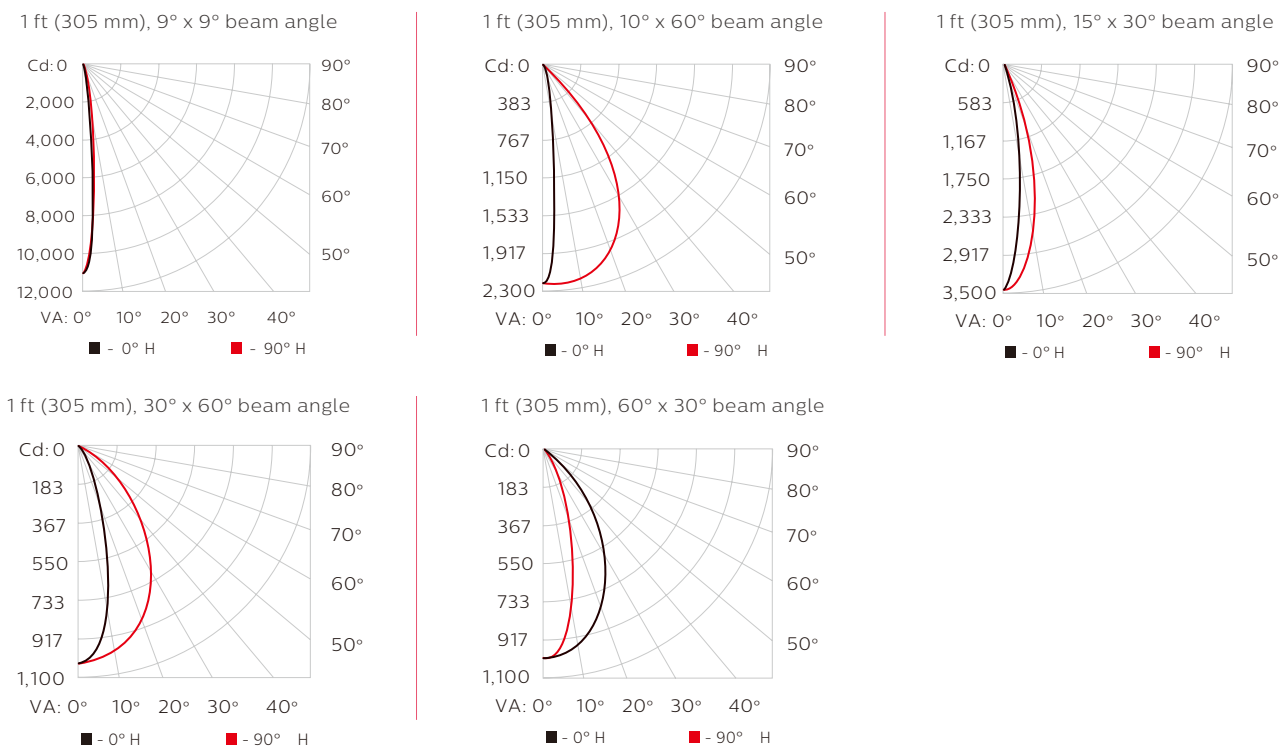 1 ft (305 mm), 9° x 9° beam angle
Cd: 0
2,000
4,000
6,000
8,000
10,000
12,000
90°
80°
70°
60°
50°
VA: 0° 10° 20° 30° 40°
- 0° H - 90° H
1 ft (305 mm), 10° x 60° beam angle
Cd: 0
383
767
1,150
1,533
1,917
2,300
90°
80°
70°
60°
50°
VA: 0° 10° 20° 30° 40°
- 0° H - 90° H
1 ft (305 mm), 15° x 30° beam angle
Cd: 0
583
1,167
1,750
2,333
2,917
3,500
90°
80°
70°
60°
50°
VA: 0° 10° 20° 30° 40°
- 0° H - 90° H
1 ft (305 mm), 30° x 60° beam angle
Cd: 0
183
367
550
733
917
1,100
90°
80°
70°
60°
50°
VA: 0° 10° 20° 30° 40°
- 0° H - 90° H
1 ft (305 mm), 60° x 30° beam angle
Cd: 0
183
367
550
733
917
1,100
90°
80°
70°
60°
50°
VA: 0° 10° 20° 30° 40°
- 0° H - 90° H